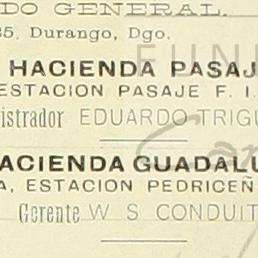 DO GENERAL.
35. Durango, Dgo.
HACIENDA PASAJ
ESTACION PASAJE F. I.
istrador EDUARDO TRIGU
ACIENDA GUADALU
A, ESTACION PEDRICEÑ
Gerente W S CONDUIT